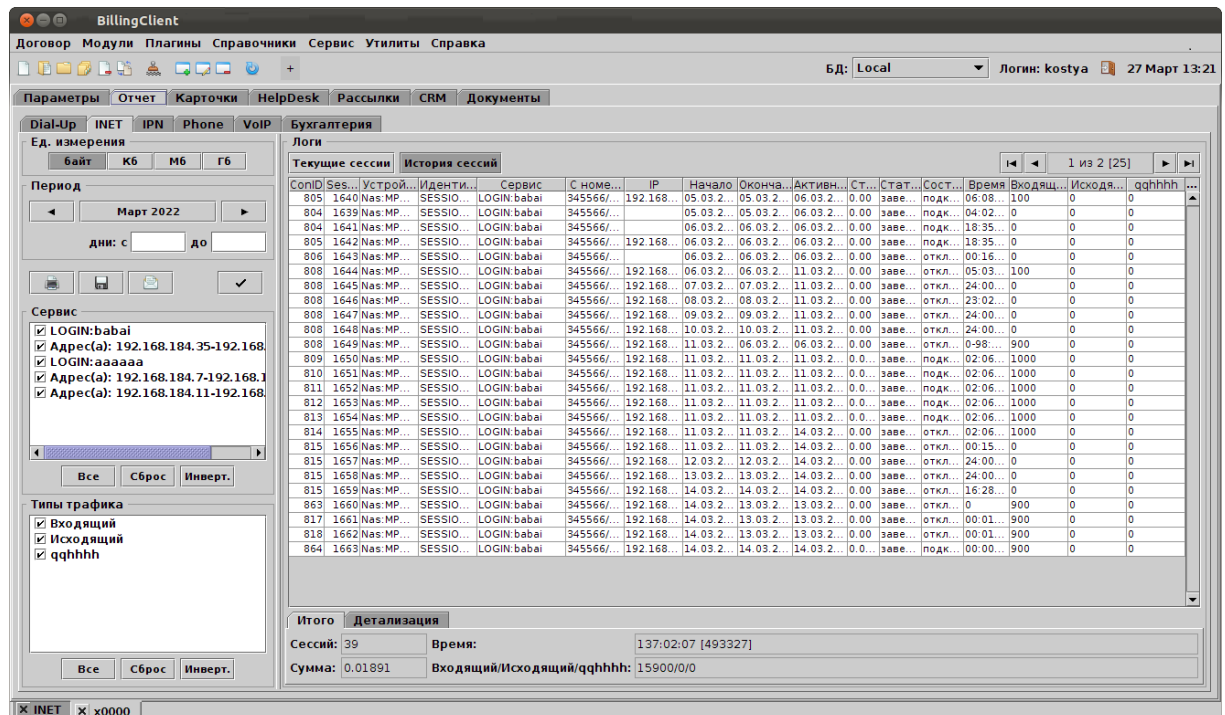 BillingClient
Договор Модули Плагины Справочники Сервис Утилиты Справка
+ БД: Local Логин: kostya 27 Март 13:21
Параметры Отчет Карточки HelpDesk Рассылки CRM Документы
Dial-Up INET IPN Phone VoIP Бухгалтерия
Ед. измерения
байт Кб Мб Гб
Период
Март 2022
дни: с до
Сервис
LOGIN:babai
Адрес(а): 192.168.184.35-192.168.
LOGIN:aaaaaa
Адрес(а): 192.168.184.7-192.168.1
Адрес(а): 192.168.184.11-192.168.
Все Сброс Инверт.
Типы трафика
Входящий
Исходящий
qqhhhh
Все Сброс Инверт.
Логи
Текущие сессии История сессий 1 из 2 [25]
ConID Ses... Устрой... Иденти... Сервис С номе... IP Начало Оконча... Активн... Ст... Стат... Сост... Время Входящ... Исходя... qqhhhh ...
805 1640 Nas:MP... SESSIO... LOGIN:babai 345566/... 192.168... 05.03.2... 05.03.2... 06.03.2... 0.00 заве... подк... 06:08... 100 0 0
804 1639 Nas:MP... SESSIO... LOGIN:babai 345566/... 05.03.2... 05.03.2... 06.03.2... 0.00 заве... подк... 04:02... 0 0 0
804 1641 Nas:MP... SESSIO... LOGIN:babai 345566/... 06.03.2... 06.03.2... 06.03.2... 0.00 заве... подк... 18:35... 0 0 0
805 1642 Nas:MP... SESSIO... LOGIN:babai 345566/... 192.168... 06.03.2... 06.03.2... 06.03.2... 0.00 заве... подк... 18:35... 0 0 0
806 1643 Nas:MP... SESSIO... LOGIN:babai 345566/... 06.03.2... 06.03.2... 06.03.2... 0.00 заве... откл... 00:16... 0 0 0
808 1644 Nas:MP... SESSIO... LOGIN:babai 345566/... 192.168... 06.03.2... 06.03.2... 11.03.2... 0.00 заве... откл... 05:03... 100 0 0
808 1645 Nas:MP... SESSIO... LOGIN:babai 345566/... 192.168... 07.03.2... 07.03.2... 11.03.2... 0.00 заве... откл... 24:00... 0 0 0
808 1646 Nas:MP... SESSIO... LOGIN:babai 345566/... 192.168... 08.03.2... 08.03.2... 11.03.2... 0.00 заве... откл... 23:02... 0 0 0
808 1647 Nas:MP... SESSIO... LOGIN:babai 345566/... 192.168... 09.03.2... 09.03.2... 11.03.2... 0.00 заве... откл... 24:00... 0 0 0
808 1648 Nas:MP... SESSIO... LOGIN:babai 345566/... 192.168... 10.03.2... 10.03.2... 11.03.2... 0.00 заве... откл... 24:00... 0 0 0
808 1649 Nas:MP... SESSIO... LOGIN:babai 345566/... 192.168... 11.03.2... 06.03.2... 06.03.2... 0.00 заве... откл... 0-98:... 900 0 0
809 1650 Nas:MP... SESSIO... LOGIN:babai 345566/... 192.168... 11.03.2... 11.03.2... 11.03.2... 0.0... заве... подк... 02:06... 1000 0 0
810 1651 Nas:MP... SESSIO... LOGIN:babai 345566/... 192.168... 11.03.2... 11.03.2... 11.03.2... 0.0... заве... подк... 02:06... 1000 0 0
811 1652 Nas:MP... SESSIO... LOGIN:babai 345566/... 192.168... 11.03.2... 11.03.2... 11.03.2... 0.0... заве... подк... 02:06... 1000 0 0
812 1653 Nas:MP... SESSIO... LOGIN:babai 345566/... 192.168... 11.03.2... 11.03.2... 11.03.2... 0.0... заве... подк... 02:06... 1000 0 0
813 1654 Nas:MP... SESSIO... LOGIN:babai 345566/... 192.168... 11.03.2... 11.03.2... 11.03.2... 0.0... заве... подк... 02:06... 1000 0 0
814 1655 Nas:MP... SESSIO... LOGIN:babai 345566/... 192.168... 11.03.2... 11.03.2... 14.03.2... 0.00 заве... откл... 02:06... 1000 0 0
815 1656 Nas:MP... SESSIO... LOGIN:babai 345566/... 192.168... 11.03.2... 11.03.2... 14.03.2... 0.00 заве... откл... 00:15... 0 0 0
815 1657 Nas:MP... SESSIO... LOGIN:babai 345566/... 192.168... 12.03.2... 12.03.2... 14.03.2... 0.00 заве... откл... 24:00... 0 0 0
815 1658 Nas:MP... SESSIO... LOGIN:babai 345566/... 192.168... 13.03.2... 13.03.2... 14.03.2... 0.00 заве... откл... 24:00... 0 0 0
815 1659 Nas:MP... SESSIO... LOGIN:babai 345566/... 192.168... 14.03.2... 14.03.2... 14.03.2... 0.00 заве... откл... 16:28... 0 0 0
863 1660 Nas:MP... SESSIO... LOGIN:babai 345566/... 192.168... 14.03.2... 13.03.2... 13.03.2... 0.00 заве... откл... 0 900 0 0
817 1661 Nas:MP... SESSIO... LOGIN:babai 345566/... 192.168... 14.03.2... 13.03.2... 13.03.2... 0.00 заве... откл... 00:01... 900 0 0
818 1662 Nas:MP... SESSIO... LOGIN:babai 345566/... 192.168... 14.03.2... 13.03.2... 13.03.2... 0.00 заве... откл... 00:01... 900 0 0
864 1663 Nas:MP... SESSIO... LOGIN:babai 345566/... 192.168... 14.03.2... 14.03.2... 14.03.2... 0.0... заве... подк... 00:00... 900 0 0
Итого Детализация
Сессий: 39 Время: 137:02:07 [493327]
Сумма: 0.01891 Входящий/Исходящий/qqhhhh: 15900/0/0
INET x0000